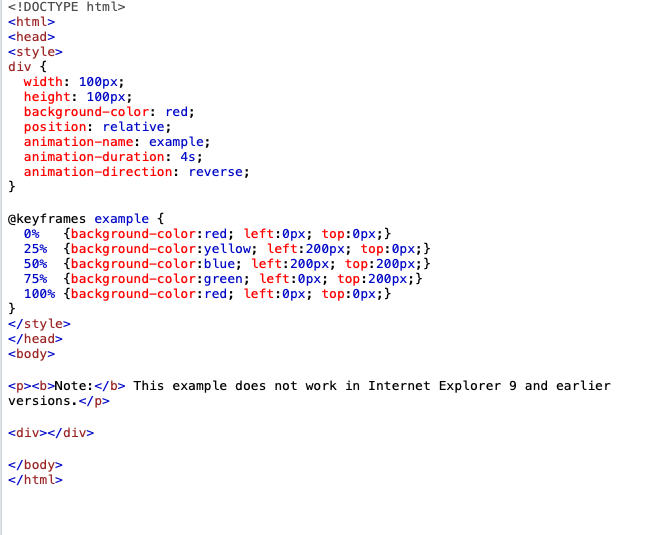 <!DOCTYPE html>
<html>
<head>
<style>
div {
  width: 100px;
  height: 100px;
  background-color: red;
  position: relative;
  animation-name: example;
  animation-duration: 4s;
  animation-direction: reverse;
}

@keyframes example {
  0%   {background-color:red; left:0px; top:0px;}
  25%  {background-color:yellow; left:200px; top:0px;}
  50%  {background-color:blue; left:200px; top:200px;}
  75%  {background-color:green; left:0px; top:200px;}
  100% {background-color:red; left:0px; top:0px;}
}
</style>
</head>
<body>

<p><b>Note:</b> This example does not work in Internet Explorer 9 and earlier
versions.</p>

<div></div>

</body>
</html>